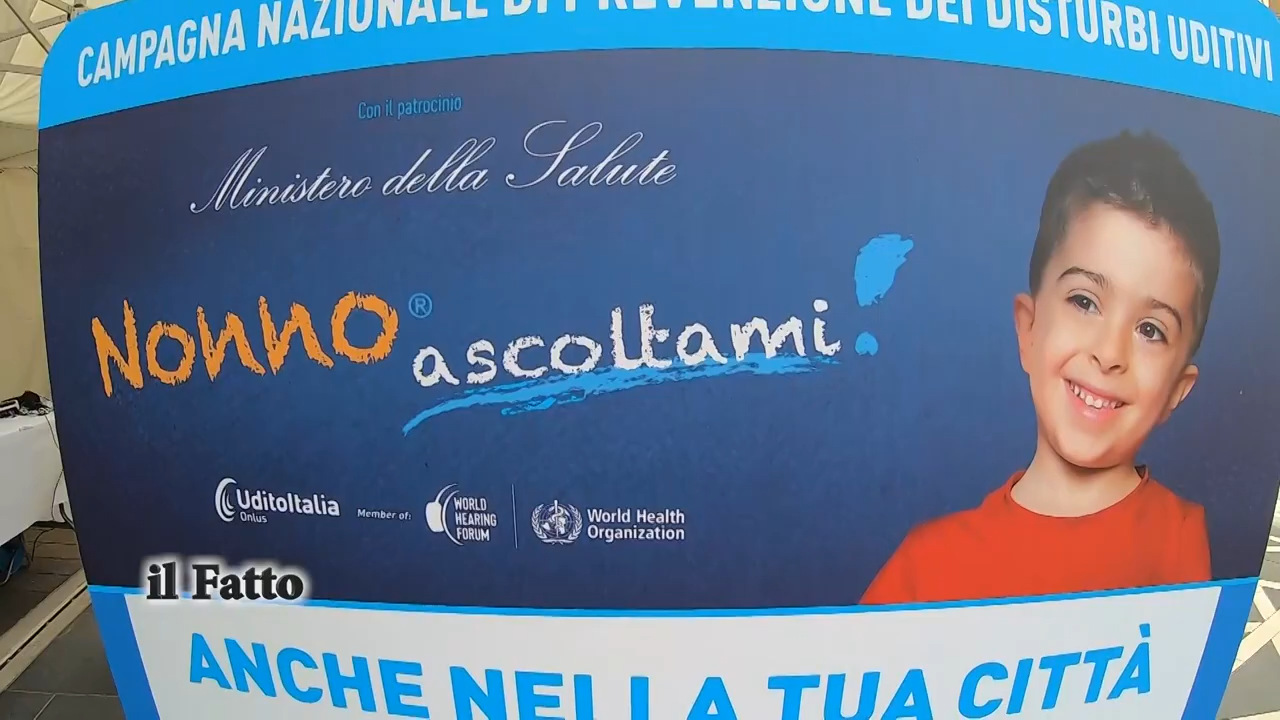 CAMPAGNA NAZIONALE DI PREVENZIONE DEI DISTURBI UDITIVI
Con il patrocinio
Ministero della Salute
Nonno® ascoltami!
UditoItalia
Onlus
Member of:
WORLD
HEARING
FORUM
World Health
Organization
il Fatto
ANCHE NELLA TUA CITTÀ